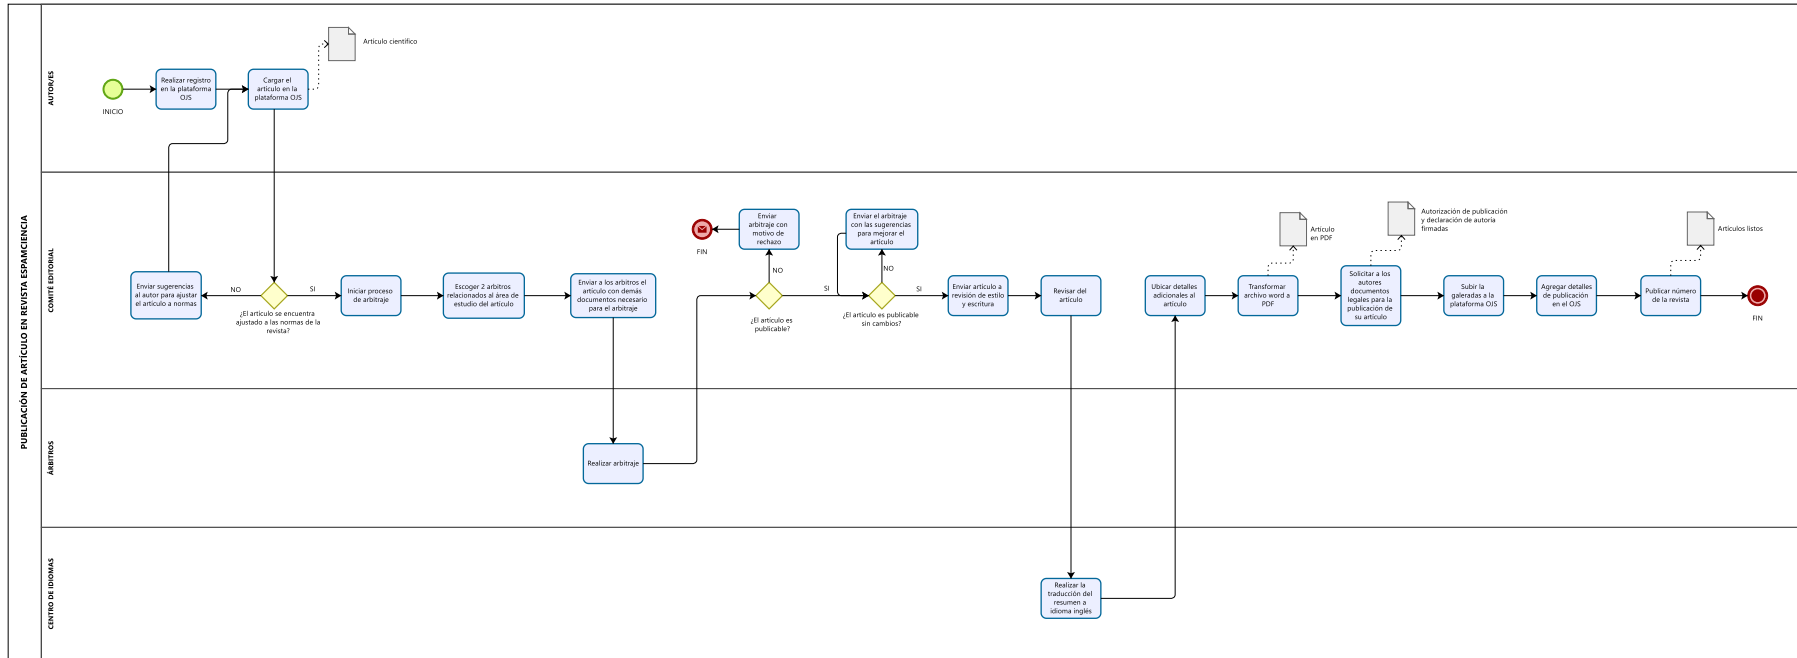 PUBLICACIÓN DE ARTÍCULO EN REVISTA ESPAMCIENCIA
AUTOR/ES
INICIO
Realizar registro
en la plataforma
OJS
Cargar el
artículo en la
plataforma OJS
Artículo científico
COMITÉ EDITORIAL
Enviar sugerencias
al autor para ajustar
el artículo a normas
NO
¿El artículo se encuentra
ajustado a las normas de la
revista?
SI
Iniciar proceso
de arbitraje
Escoger 2 arbitros
relacionados al área de
estudio del artículo
Enviar a los arbitros el
artículo con demás
documentos necesario
para el arbitraje
FIN
Enviar
arbitraje con
motivo de
rechazo
NO
¿El artículo es
publicable?
SI
Enviar el arbitraje
con las sugerencias
para mejorar el
artículo
NO
¿El artículo es publicable
sin cambios?
SI
Enviar artículo a
revisión de estilo
y escritura
Revisar del
artículo
Ubicar detalles
adicionales al
artículo
Transformar
archivo word a
PDF
Artículo
en PDF
Solicitar a los
autores
documentos
legales para la
publicación de
su artículo
Autorización de publicación
y declaración de autoría
firmadas
Subir la
galeradas a la
plataforma OJS
Agregar detalles
de publicación
en el OJS
Publicar número
de la revista
Artículos listos
FIN
ÁRBITROS
Realizar arbitraje
CENTRO DE IDIOMAS
Realizar la
traducción del
resumen a
idioma inglés